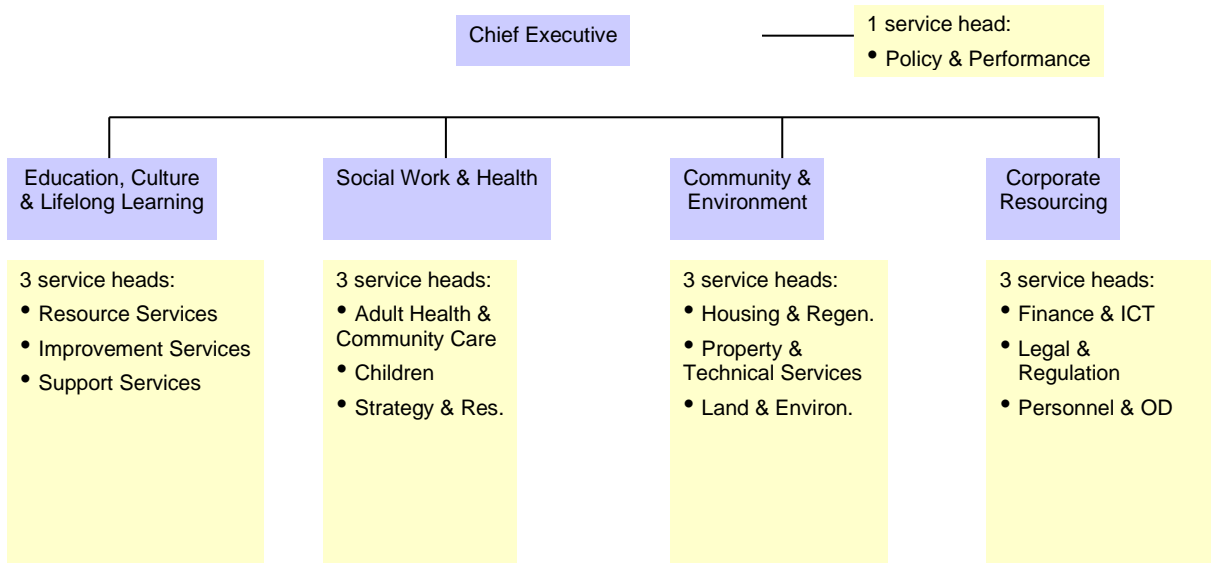 Chief Executive
1 service head:
• Policy & Performance
Education, Culture
& Lifelong Learning
Social Work & Health
Community &
Environment
Corporate
Resourcing
3 service heads:
• Resource Services
• Improvement Services
• Support Services
3 service heads:
• Adult Health &
Community Care
• Children
• Strategy & Res.
3 service heads:
• Housing & Regen.
• Property &
Technical Services
• Land & Environ.
3 service heads:
• Finance & ICT
• Legal &
Regulation
• Personnel & OD